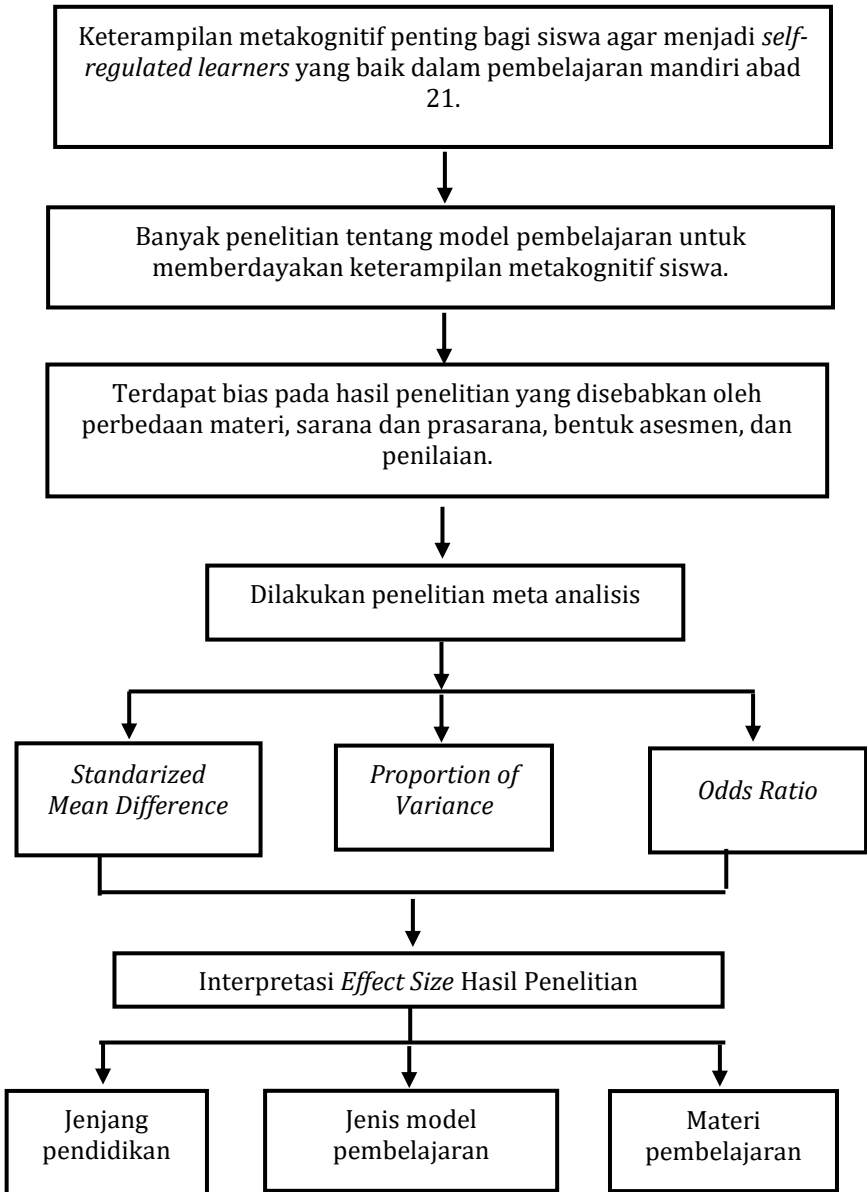 Keterampilan metakognitif penting bagi siswa agar menjadi self-
regulated learners yang baik dalam pembelajaran mandiri abad
21.
Banyak penelitian tentang model pembelajaran untuk
memberdayakan keterampilan metakognitif siswa.
Terdapat bias pada hasil penelitian yang disebabkan oleh
perbedaan materi, sarana dan prasarana, bentuk asesmen, dan
penilaian.
Dilakukan penelitian meta analisis
Standarized
Mean Difference
Proportion of
Variance
Odds Ratio
Interpretasi Effect Size Hasil Penelitian
Jenjang
pendidikan
Jenis model
pembelajaran
Materi
pembelajaran